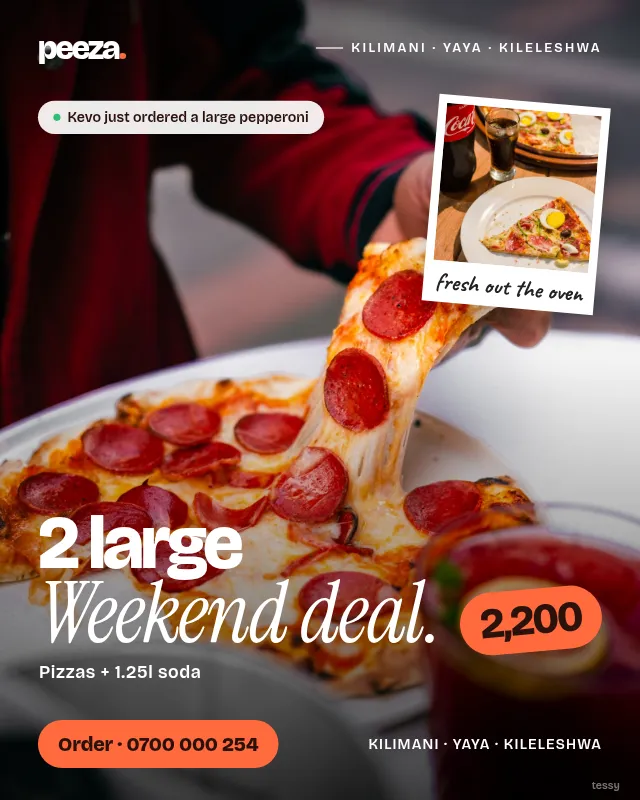 peeza.
KILIMANI · YAYA · KILELESHWA
Kevo just ordered a large pepperoni
Coca
fresh out the oven
2 large
Weekend deal.
2,200
Pizzas + 1.25l soda
Order · 0700 000 254
KILIMANI · YAYA · KILELESHWA
tessy